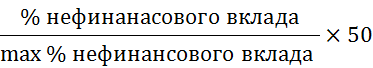 % нефинанасового вклада
max % нефинансового вклада × 50